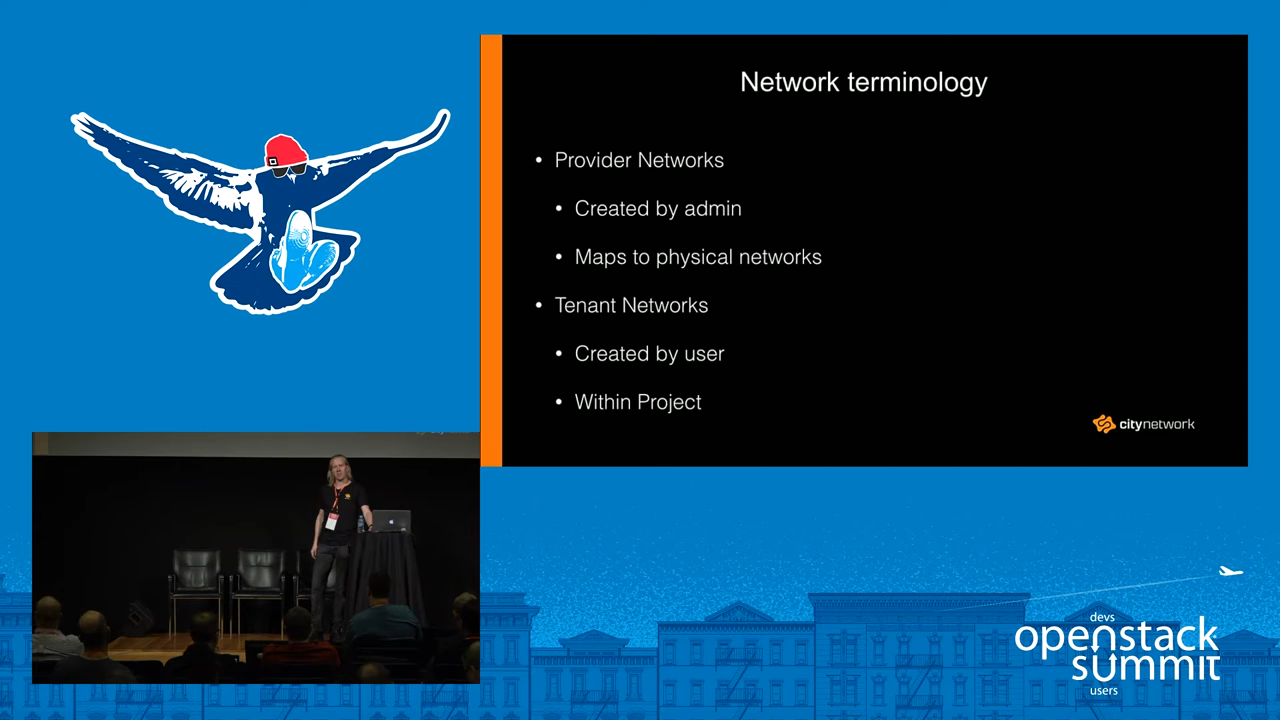 Network terminology
• Provider Networks
• Created by admin
• Maps to physical networks
• Tenant Networks
• Created by user
• Within Project
citynetwork
devs
openstack
summit
users